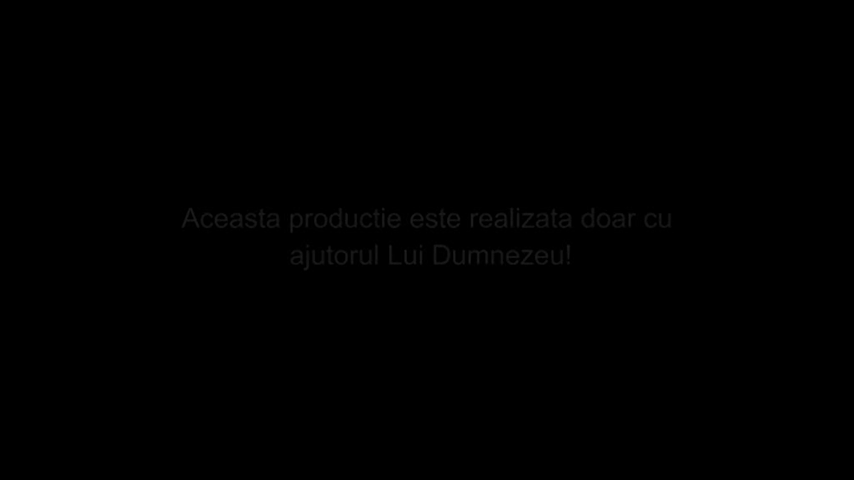 Aceasta productie este realizata doar cu
ajutorul Lui Dumnezeu!